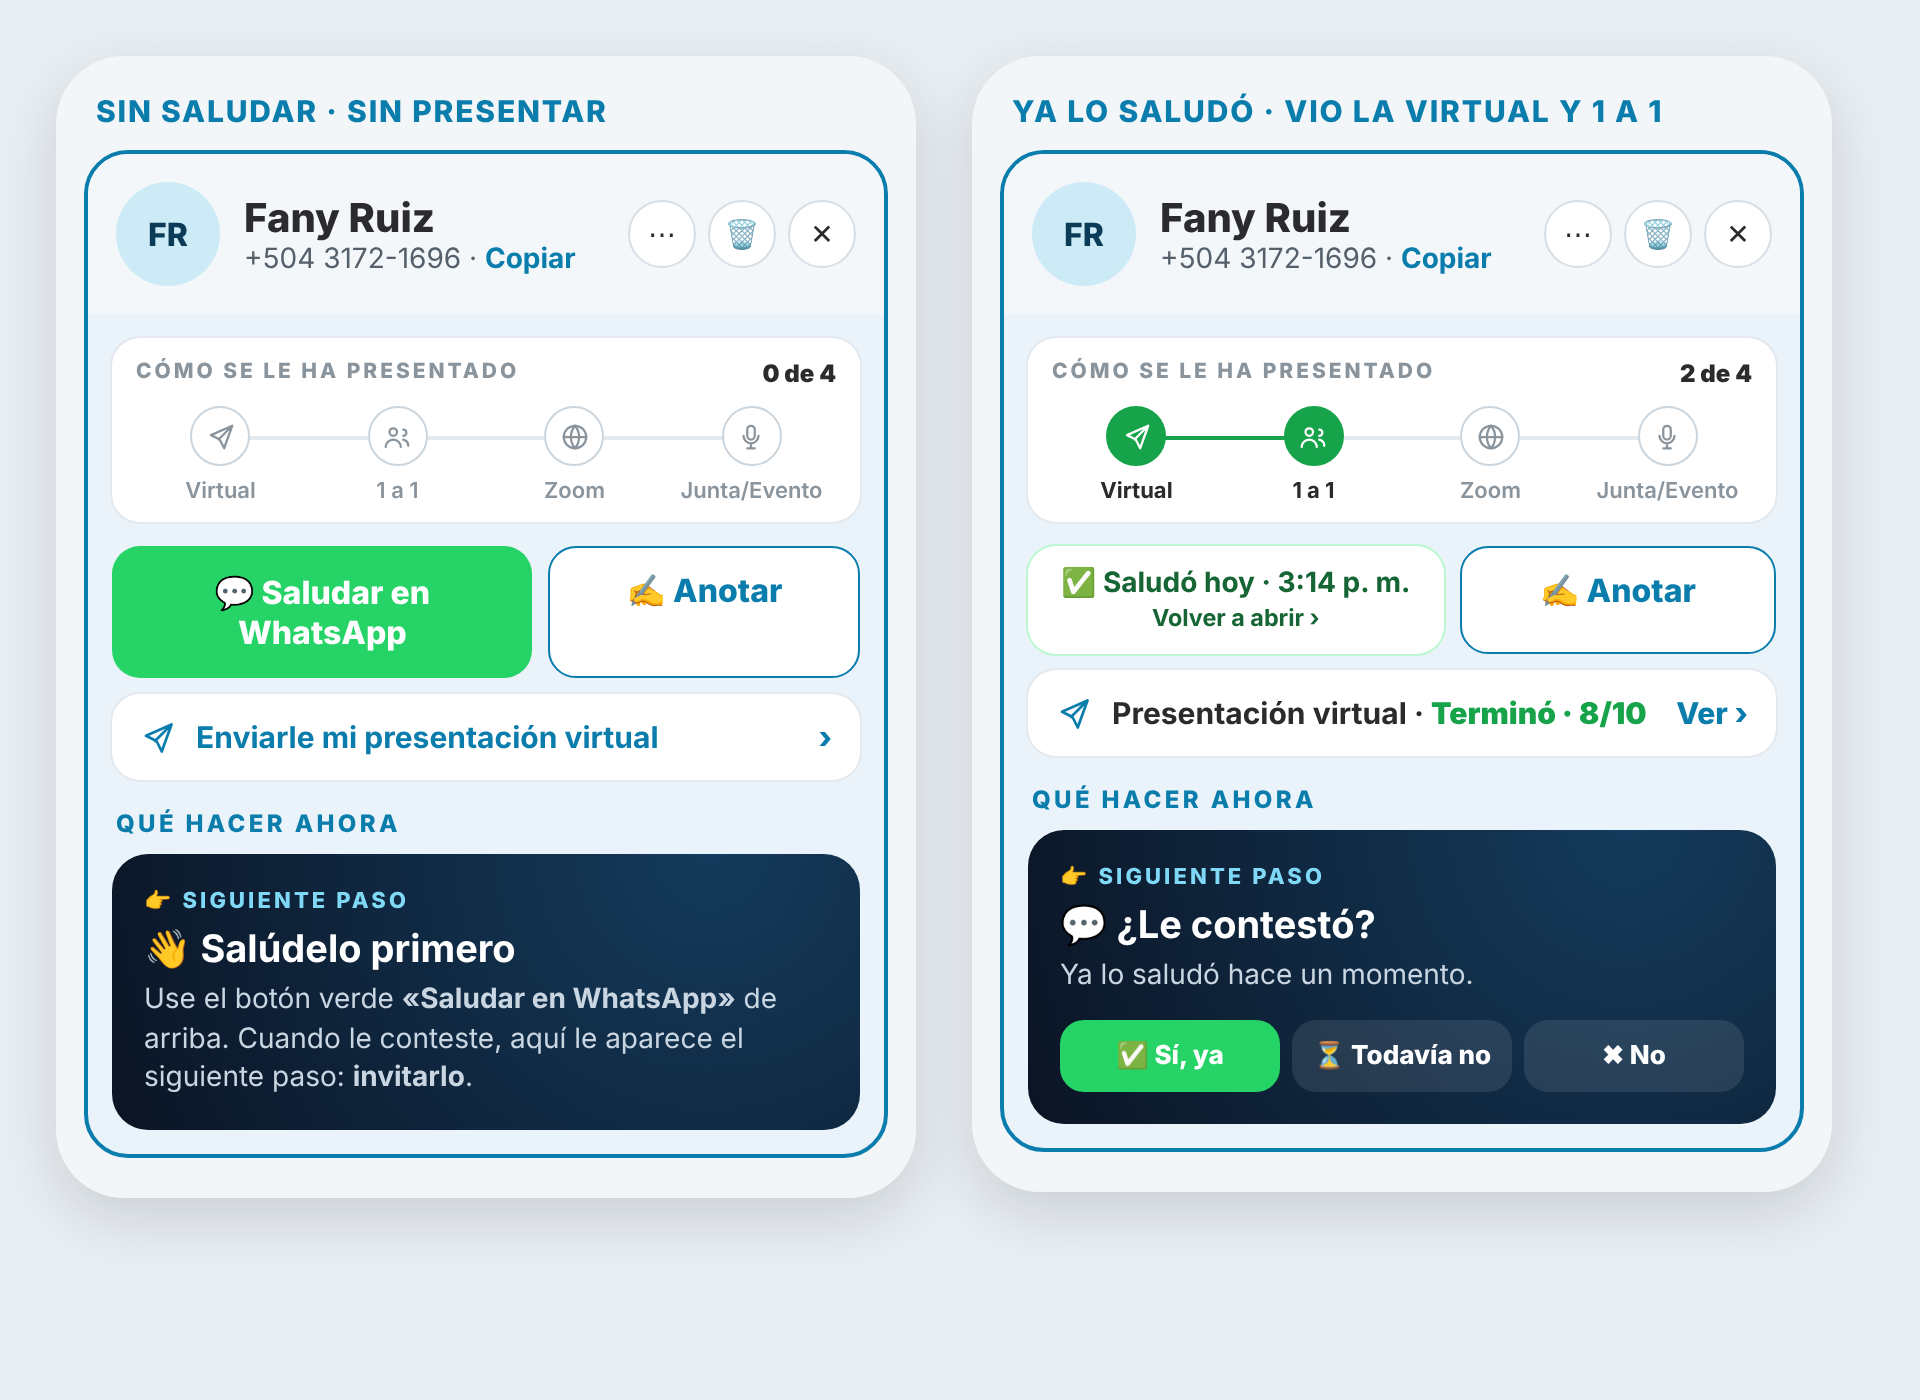 SIN SALUDAR · SIN PRESENTAR
FR
Fany Ruiz
+504 3172-1696 · Copiar
CÓMO SE LE HA PRESENTADO
0 de 4
Virtual
1 a 1
Zoom
Junta/Evento
💬 Saludar en
WhatsApp
✍️ Anotar
Enviarle mi presentación virtual ›
QUÉ HACER AHORA
👉 SIGUIENTE PASO
👋 Salúdelo primero
Use el botón verde «Saludar en WhatsApp» de
arriba. Cuando le conteste, aquí le aparece el
siguiente paso: invitarlo.
YA LO SALUDÓ · VIO LA VIRTUAL Y 1 A 1
FR
Fany Ruiz
+504 3172-1696 · Copiar
CÓMO SE LE HA PRESENTADO
2 de 4
Virtual
1 a 1
Zoom
Junta/Evento
✅ Saludó hoy · 3:14 p. m.
Volver a abrir ›
✍️ Anotar
Presentación virtual · Terminó · 8/10 Ver ›
QUÉ HACER AHORA
👉 SIGUIENTE PASO
💬 ¿Le contestó?
Ya lo saludó hace un momento.
✅ Sí, ya
⏳ Todavía no
✖ No